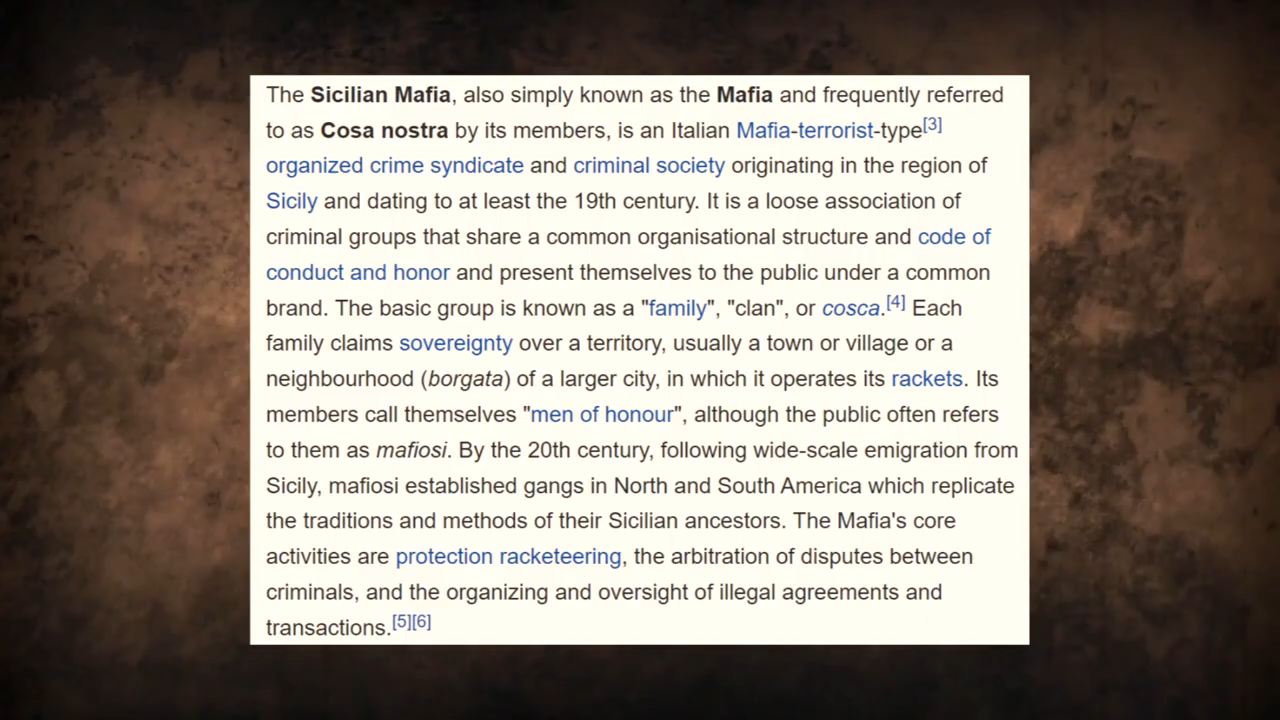 The Sicilian Mafia, also simply known as the Mafia and frequently referred
to as Cosa nostra by its members, is an Italian Mafia-terrorist-type[3]
organized crime syndicate and criminal society originating in the region of
Sicily and dating to at least the 19th century. It is a loose association of
criminal groups that share a common organisational structure and code of
conduct and honor and present themselves to the public under a common
brand. The basic group is known as a "family", "clan", or cosca.[4] Each
family claims sovereignty over a territory, usually a town or village or a
neighbourhood (borgata) of a larger city, in which it operates its rackets. Its
members call themselves "men of honour", although the public often refers
to them as mafiosi. By the 20th century, following wide-scale emigration from
Sicily, mafiosi established gangs in North and South America which replicate
the traditions and methods of their Sicilian ancestors. The Mafia's core
activities are protection racketeering, the arbitration of disputes between
criminals, and the organizing and oversight of illegal agreements and
transactions.[5][6]